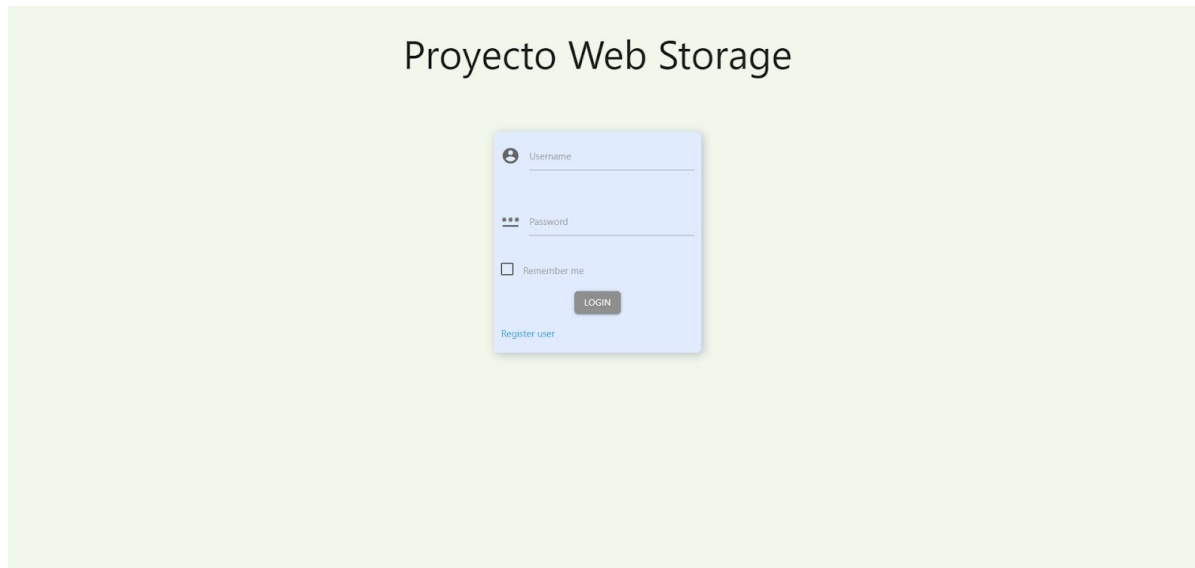 Proyecto Web Storage
Username
Password
Remember me
LOGIN
Register user